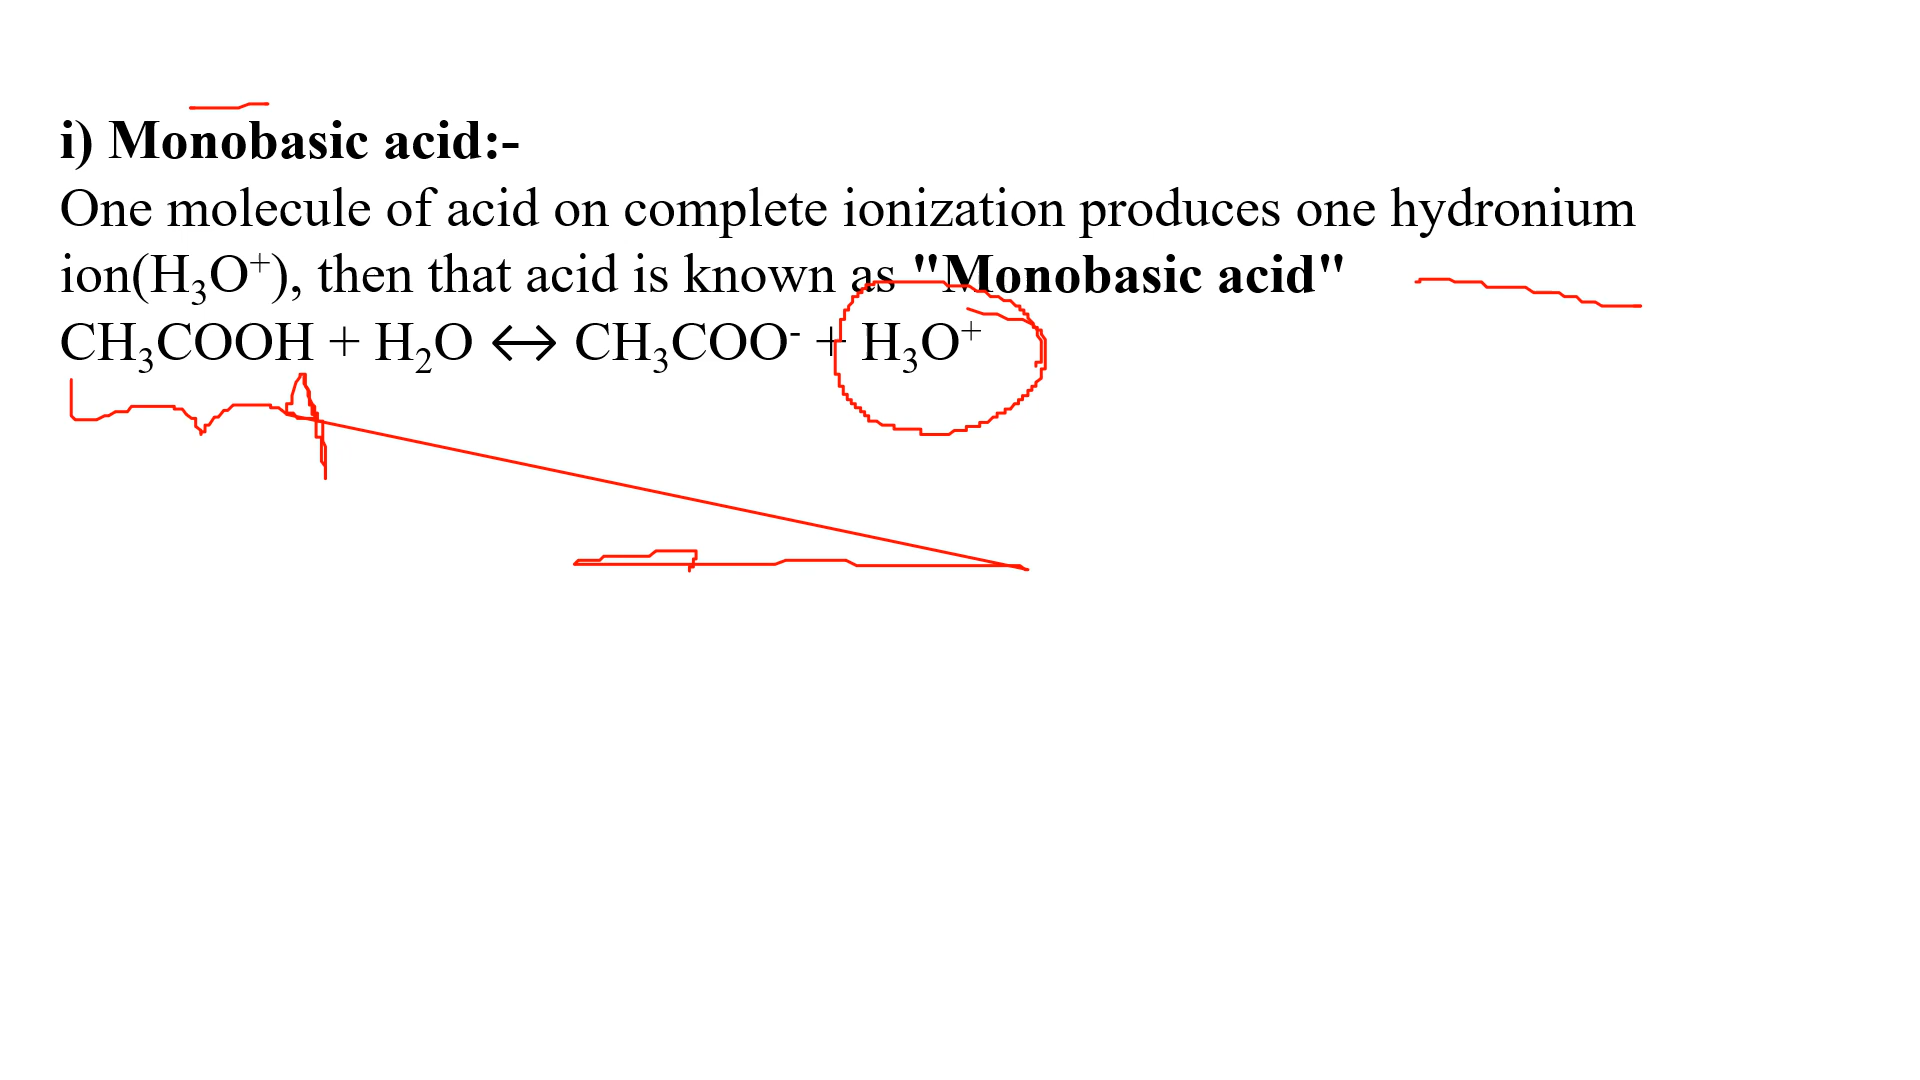 i) Monobasic acid:-
One molecule of acid on complete ionization produces one hydronium
ion(H₃O⁺), then that acid is known as "Monobasic acid"
CH₃COOH + H₂O ↔ CH₃COO⁻ + H₃O⁺